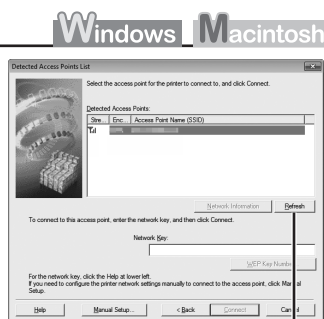 Windows Macintosh
Detected Access Points List
Select the access point for the printer to connect to, and click Connect.
Detected Access Points:
Stre... Enc... Access Point Name (SSID)
Network Information Refresh
To connect to this access point, enter the network key, and then click Connect.
Network Key:
WEP Key Number
For the network key, click the Help at lower left.
If you need to configure the printer network settings manually to connect to the access point, click Manual
Setup.
Help Manual Setup... < Back Connect Cancel